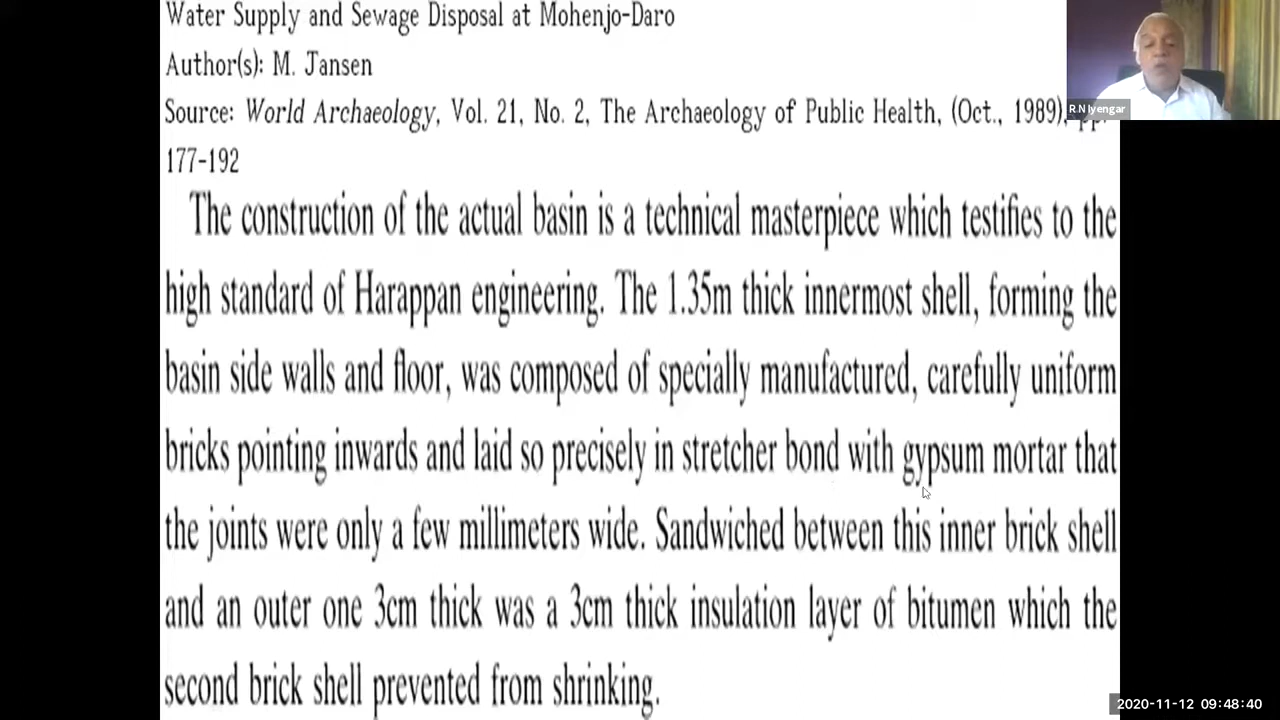 Water Supply and Sewage Disposal at Mohenjo-Daro
Author(s): M. Jansen
Source: World Archaeology, Vol. 21, No. 2, The Archaeology of Public Health, (Oct., 1989), pp.
177-192
The construction of the actual basin is a technical masterpiece which testifies to the
high standard of Harappan engineering. The 1.35m thick innermost shell, forming the
basin side walls and floor, was composed of specially manufactured, carefully uniform
bricks pointing inwards and laid so precisely in stretcher bond with gypsum mortar that
the joints were only a few millimeters wide. Sandwiched between this inner brick shell
and an outer one 3cm thick was a 3cm thick insulation layer of bitumen which the
second brick shell prevented from shrinking.
R N Iyengar
2020-11-12 09:48:40